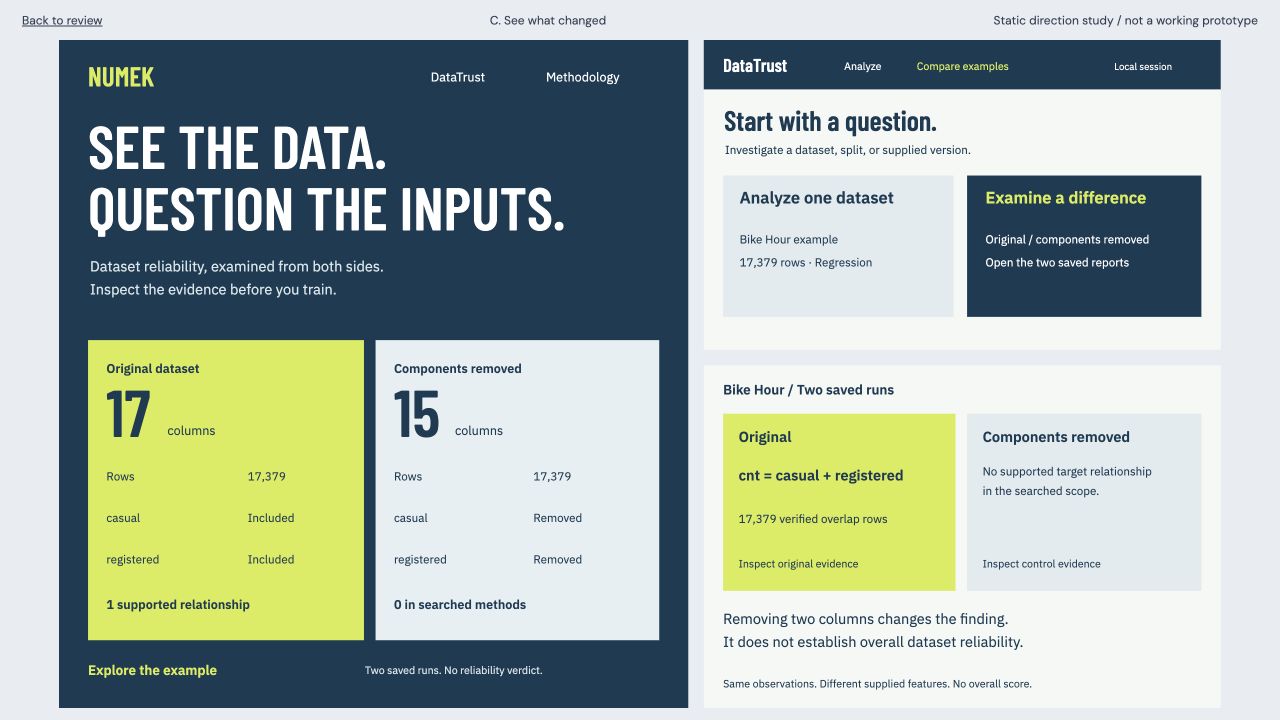 Back to review
C. See what changed
Static direction study / not a working prototype
NUMEK
DataTrust
Methodology
SEE THE DATA.
QUESTION THE INPUTS.
Dataset reliability, examined from both sides.
Inspect the evidence before you train.
Original dataset
17 columns
Rows 17,379
casual Included
registered Included
1 supported relationship
Components removed
15 columns
Rows 17,379
casual Removed
registered Removed
0 in searched methods
Explore the example
Two saved runs. No reliability verdict.
DataTrust
Analyze
Compare examples
Local session
Start with a question.
Investigate a dataset, split, or supplied version.
Analyze one dataset
Bike Hour example
17,379 rows · Regression
Examine a difference
Original / components removed
Open the two saved reports
Bike Hour / Two saved runs
Original
cnt = casual + registered
17,379 verified overlap rows
Inspect original evidence
Components removed
No supported target relationship
in the searched scope.
Inspect control evidence
Removing two columns changes the finding.
It does not establish overall dataset reliability.
Same observations. Different supplied features. No overall score.